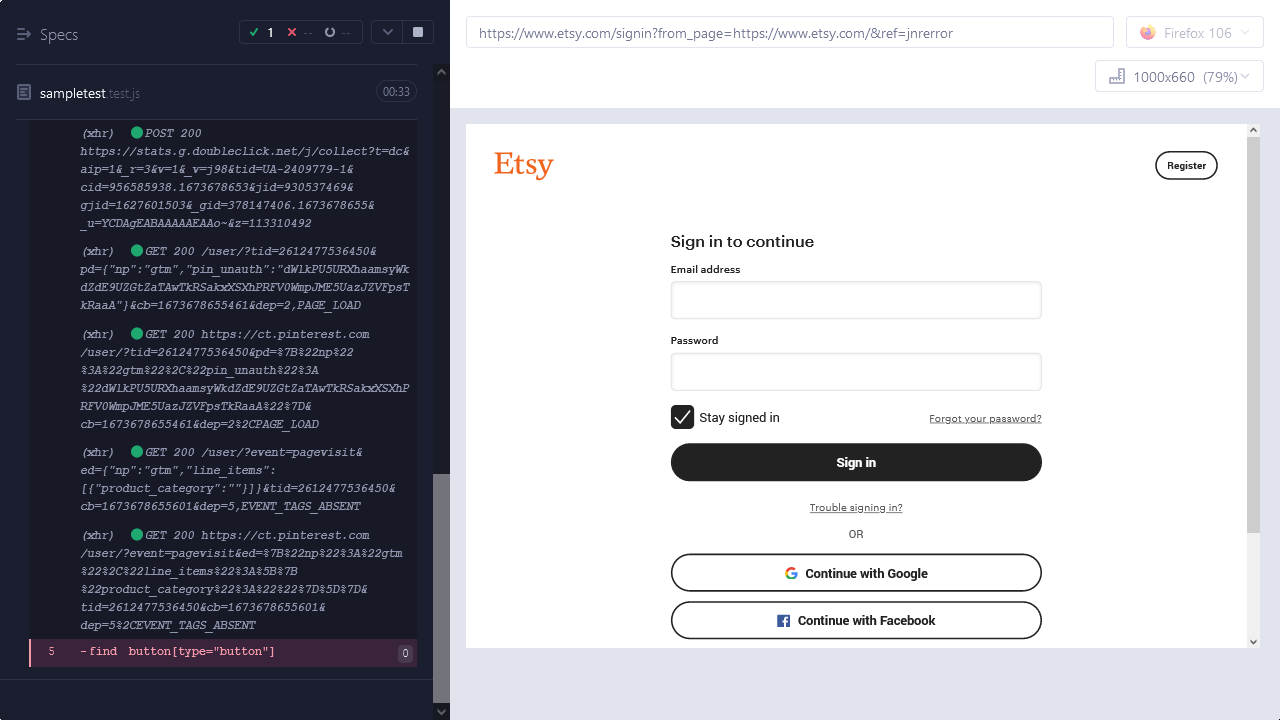 Specs
1
--
--
https://www.etsy.com/signin?from_page=https://www.etsy.com/&ref=jnrerror
Firefox 106
1000x660 (79%)
sampletest.test.js
00:33
(xhr) POST 200
https://stats.g.doubleclick.net/j/collect?t=dc&
aip=1&_r=3&v=1&_v=j98&tid=UA-2409779-1&
cid=956585938.1673678653&jid=930537469&
gjid=1627601503&_gid=378147406.1673678655&
_u=YCDAgEABAAAAAEAAo~&z=113310492
(xhr) GET 200 /user/?tid=2612477536450&
pd={"np":"gtm","pin_unauth":"dWlkPU5URXhaamsyWk
dZdE9UZGtZaTAwTkRSakxXSXhPRFV0WmpJME5UazJZVFpsT
kRaaA"}&cb=1673678655461&dep=2,PAGE_LOAD
(xhr) GET 200 https://ct.pinterest.com
/user/?tid=2612477536450&pd=%7B%22np%22
%3A%22gtm%22%2C%22pin_unauth%22%3A
%22dWlkPU5URXhaamsyWkdZdE9UZGtZaTAwTkRSakxXSXhP
RFV0WmpJME5UazJZVFpsTkRaaA%22%7D&
cb=1673678655461&dep=2%2CPAGE_LOAD
(xhr) GET 200 /user/?event=pagevisit&
ed={"np":"gtm","line_items":
[{"product_category":""}]}&tid=2612477536450&
cb=1673678655601&dep=5,EVENT_TAGS_ABSENT
(xhr) GET 200 https://ct.pinterest.com
/user/?event=pagevisit&ed=%7B%22np%22%3A%22gtm
%22%2C%22line_items%22%3A%5B%7B
%22product_category%22%3A%22%22%7D%5D%7D&
tid=2612477536450&cb=1673678655601&
dep=5%2CEVENT_TAGS_ABSENT
5 -find button[type="button"] 0
Etsy
Register
Sign in to continue
Email address
Password
Stay signed in
Forgot your password?
Sign in
Trouble signing in?
OR
Continue with Google
Continue with Facebook